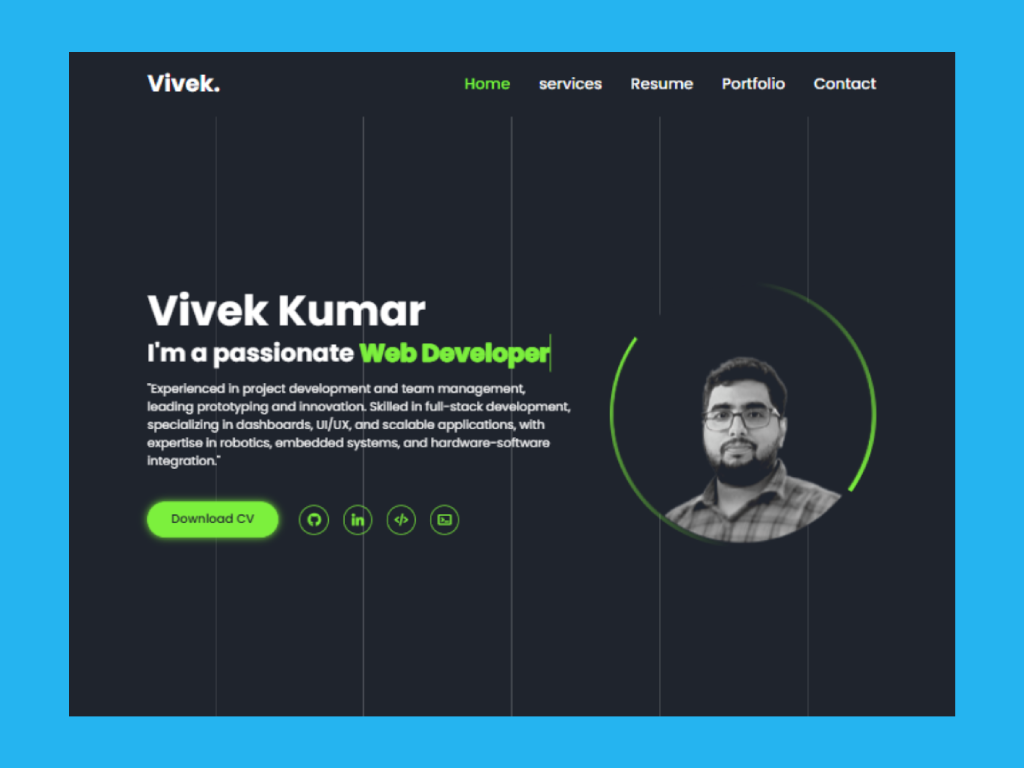 Vivek.
Home services Resume Portfolio Contact
Vivek Kumar
I'm a passionate Web Developer
"Experienced in project development and team management,
leading prototyping and innovation. Skilled in full-stack development,
specializing in dashboards, UI/UX, and scalable applications, with
expertise in robotics, embedded systems, and hardware-software
integration."
Download CV